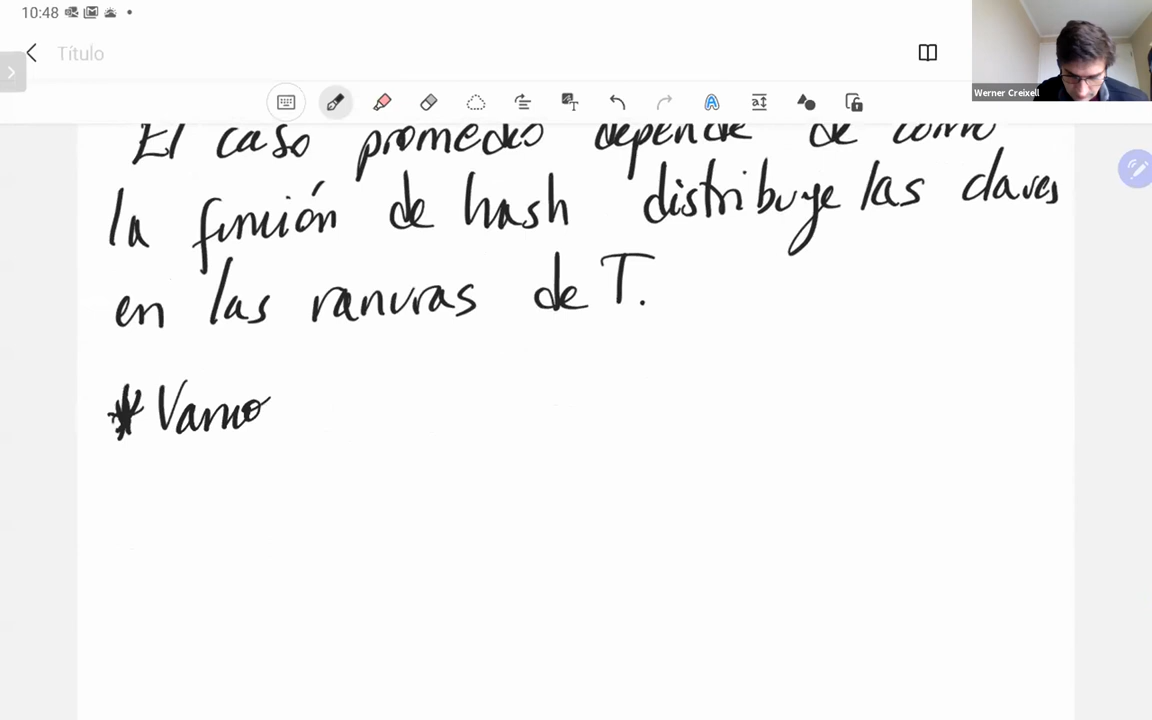 10:48
Título
Werner Creixell
El caso promedio depende de como
la función de hash distribuye las claves
en las ranuras de T.
* Vamo